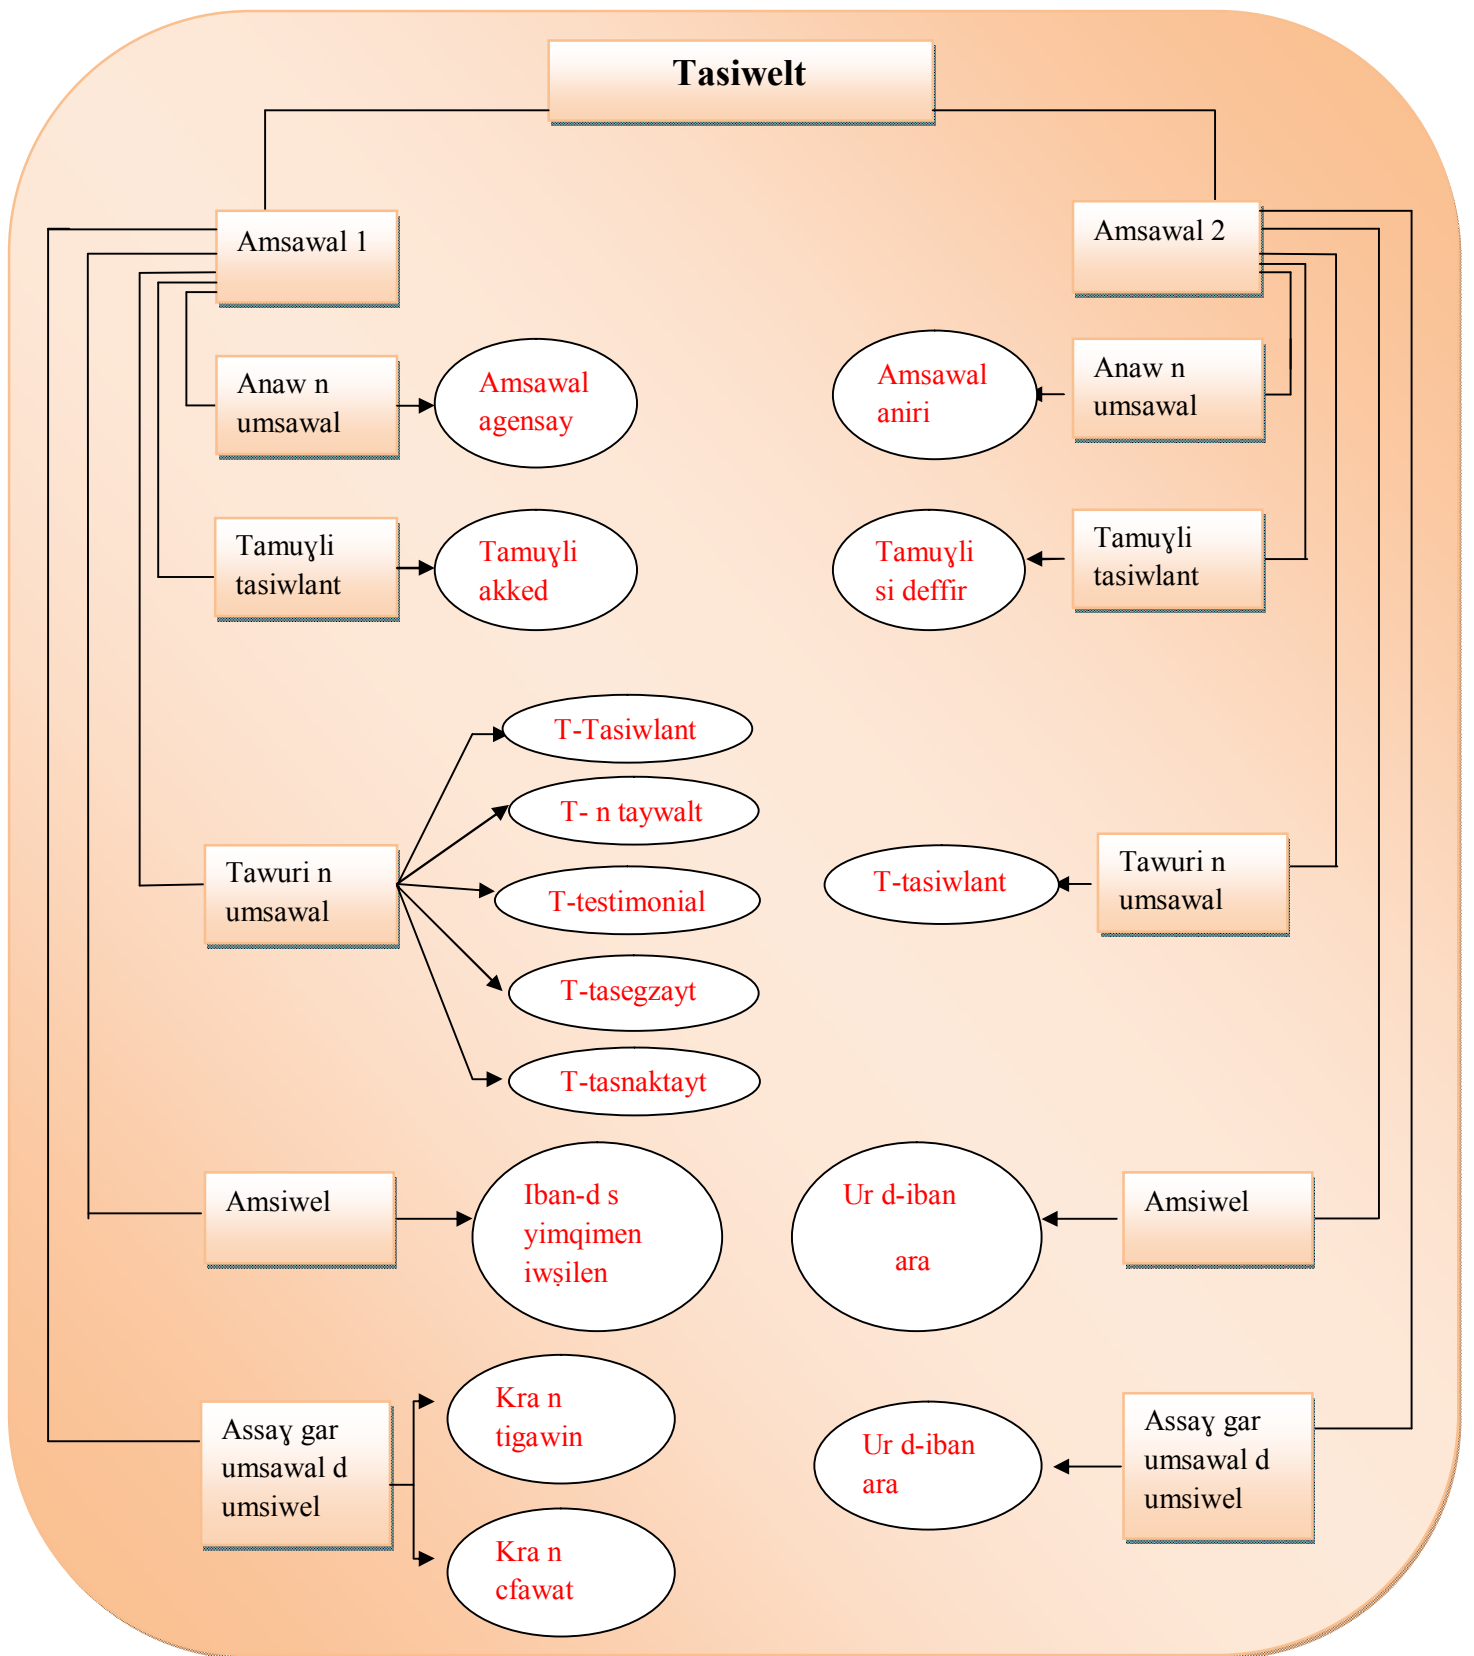 Tasiwelt
Amsawal 1
Amsawal 2
Anaw n
umsawal
Amsawal
agensay
Amsawal
aniri
Anaw n
umsawal
Tamuɣli
tasiwlant
Tamuɣli
akked
Tamuɣli
si deffir
Tamuɣli
tasiwlant
Tawuri n
umsawal
T-Tasiwlant
T- n taywalt
T-testimonial
T-tasegzayt
T-tasnaktayt
T-tasiwlant
Tawuri n
umsawal
Amsiwel
Iban-d s
yimqimen
iwṣilen
Ur d-iban
ara
Amsiwel
Assaɣ gar
umsawal d
umsiwel
Kra n
tigawin
Kra n
cfawat
Ur d-iban
ara
Assaɣ gar
umsawal d
umsiwel